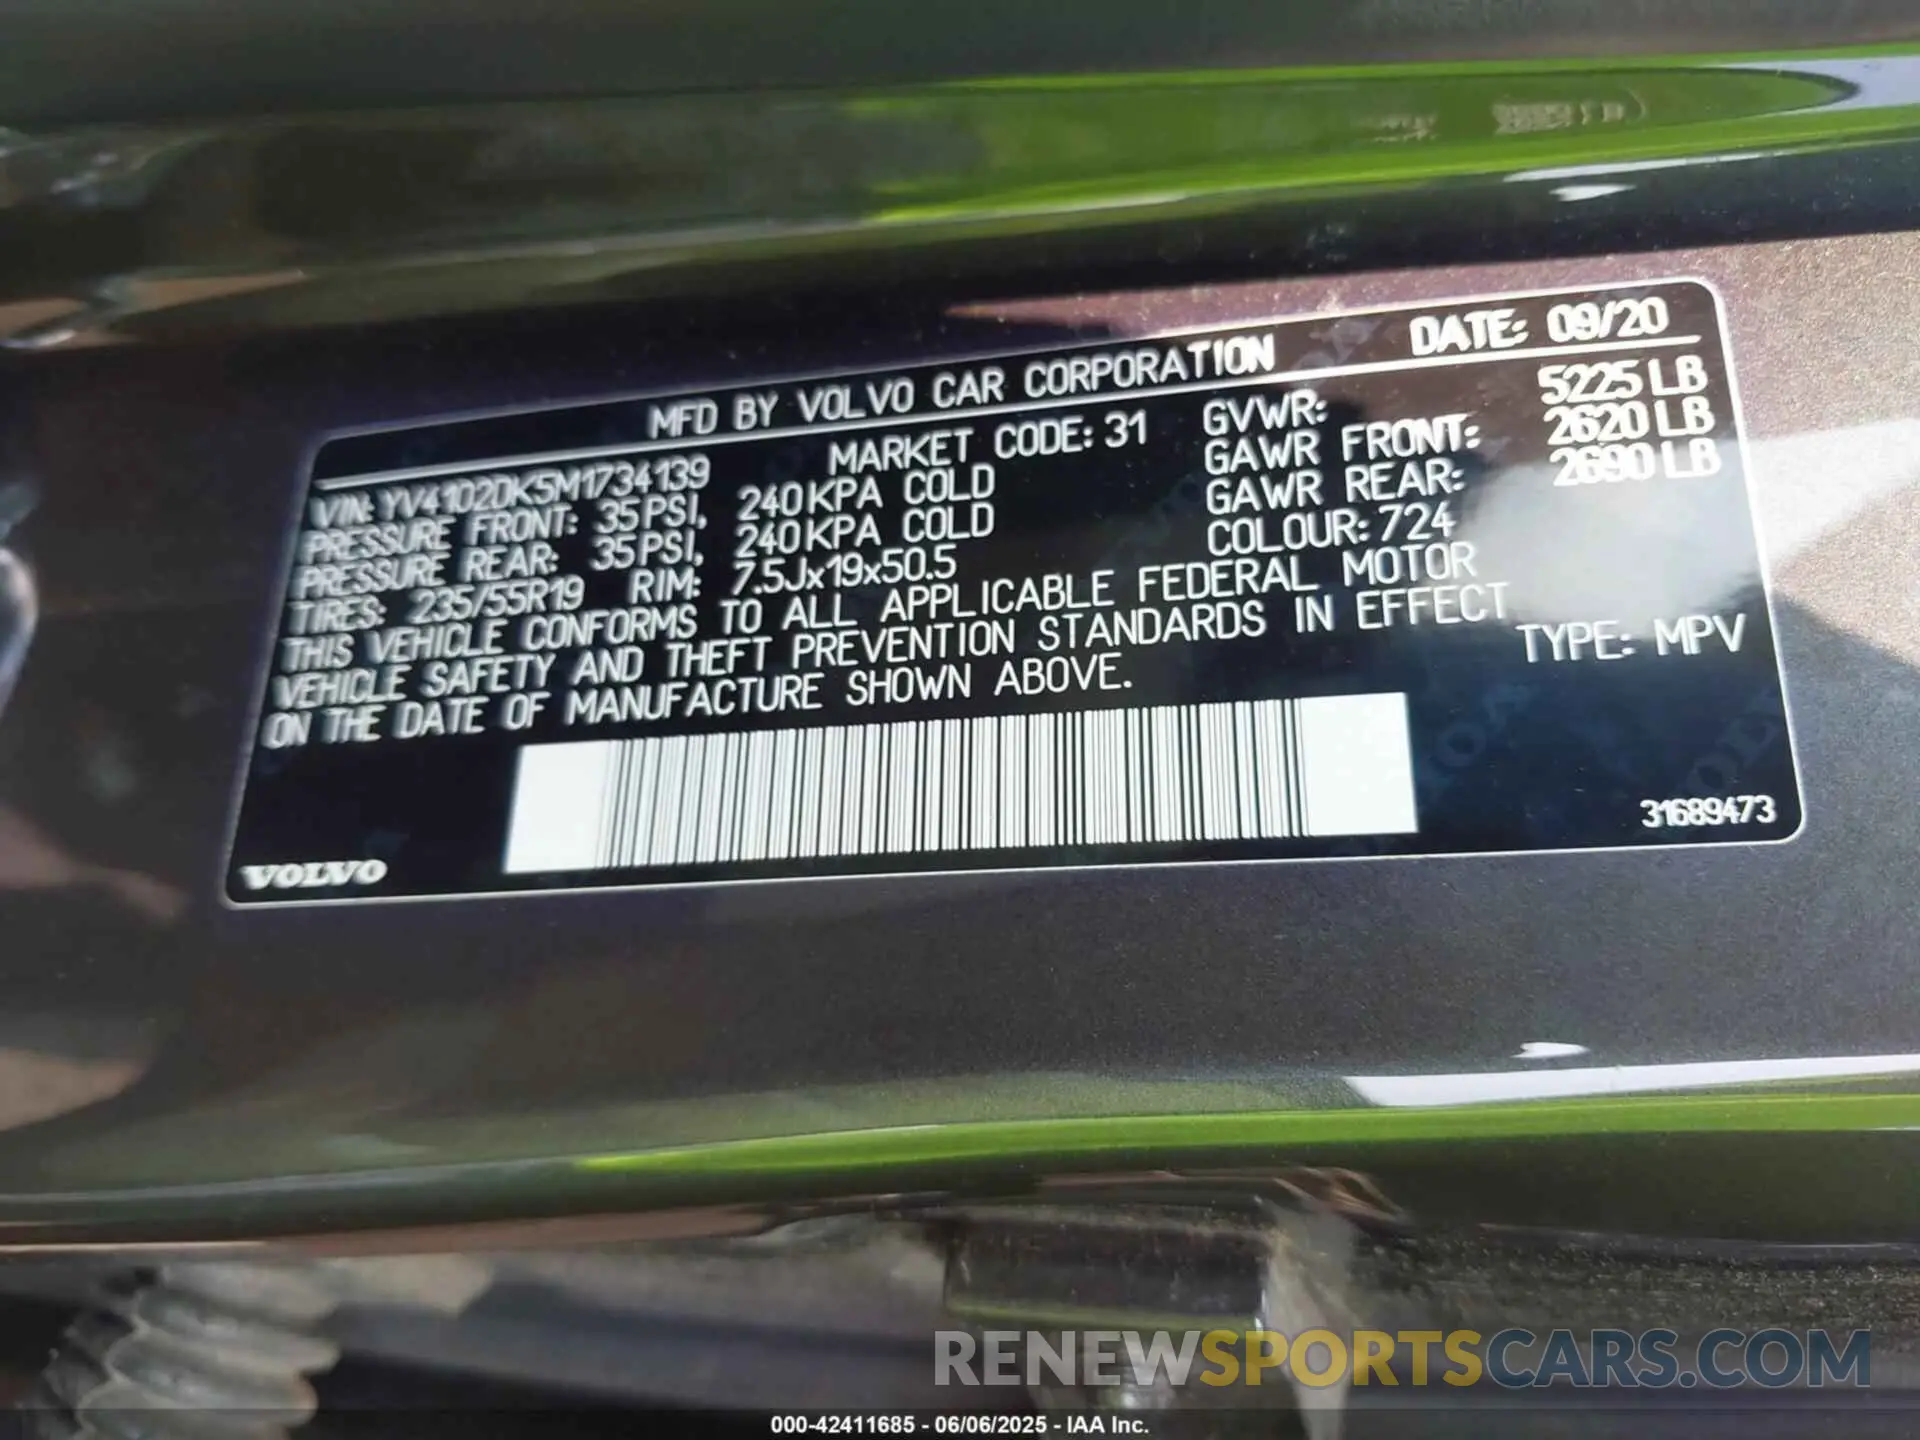 MFD BY VOLVO CAR CORPORATION DATE: 09/20
VIN: YV4102DK5M1734139 MARKET CODE: 31 GVWR: 5225 LB
PRESSURE FRONT: 35 PSI, 240 KPA COLD GAWR FRONT: 2620 LB
PRESSURE REAR: 35 PSI, 240 KPA COLD GAWR REAR: 2690 LB
TIRES: 235/55R19 RIM: 7.5Jx19x50.5 COLOUR: 724
THIS VEHICLE CONFORMS TO ALL APPLICABLE FEDERAL MOTOR
VEHICLE SAFETY AND THEFT PREVENTION STANDARDS IN EFFECT
ON THE DATE OF MANUFACTURE SHOWN ABOVE. TYPE: MPV
31689473
VOLVO
RENEWSPORTSCARS.COM
000-42411685 - 06/06/2025 - IAA Inc.